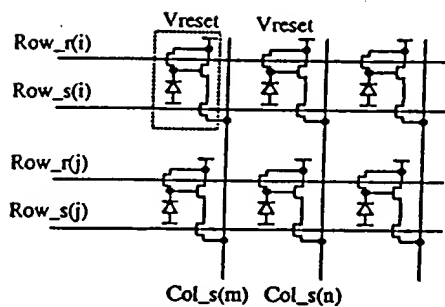 Vreset Vreset
Row_r(i)
Row_s(i)
Row_r(j)
Row_s(j)
Col_s(m) Col_s(n)